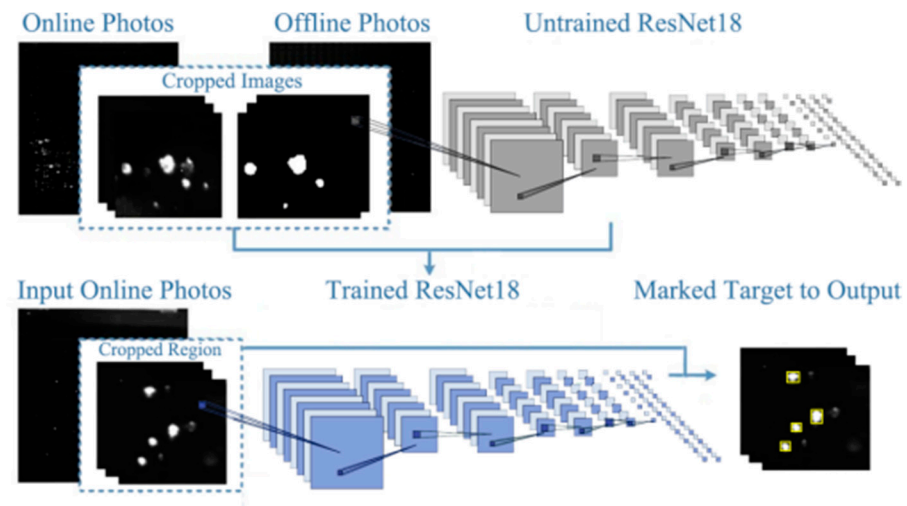 Online Photos
Offline Photos
Untrained ResNet18
Cropped Images
Input Online Photos
Trained ResNet18
Marked Target to Output
Cropped Region